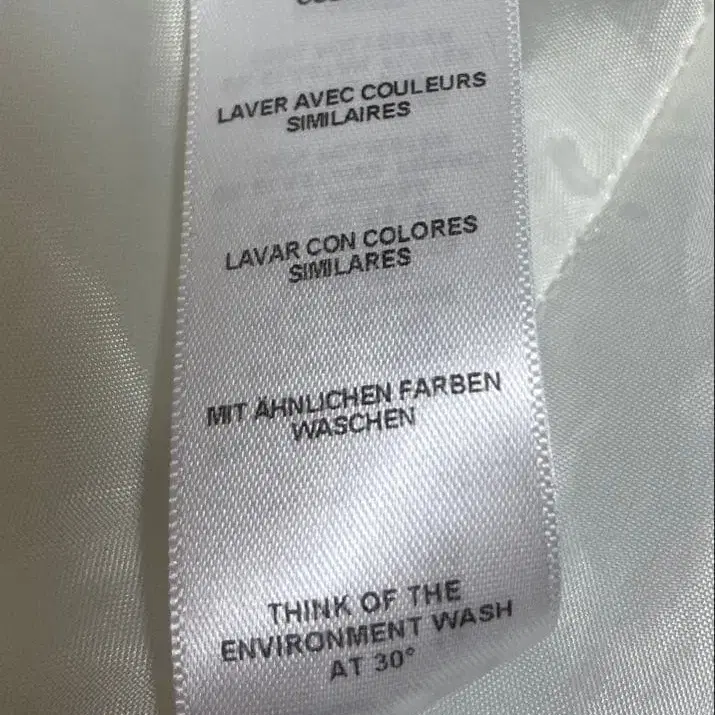 LAVER AVEC COULEURS
SIMILAIRES
LAVAR CON COLORES
SIMILARES
MIT ÄHNLICHEN FARBEN
WASCHEN
THINK OF THE
ENVIRONMENT WASH
AT 30°